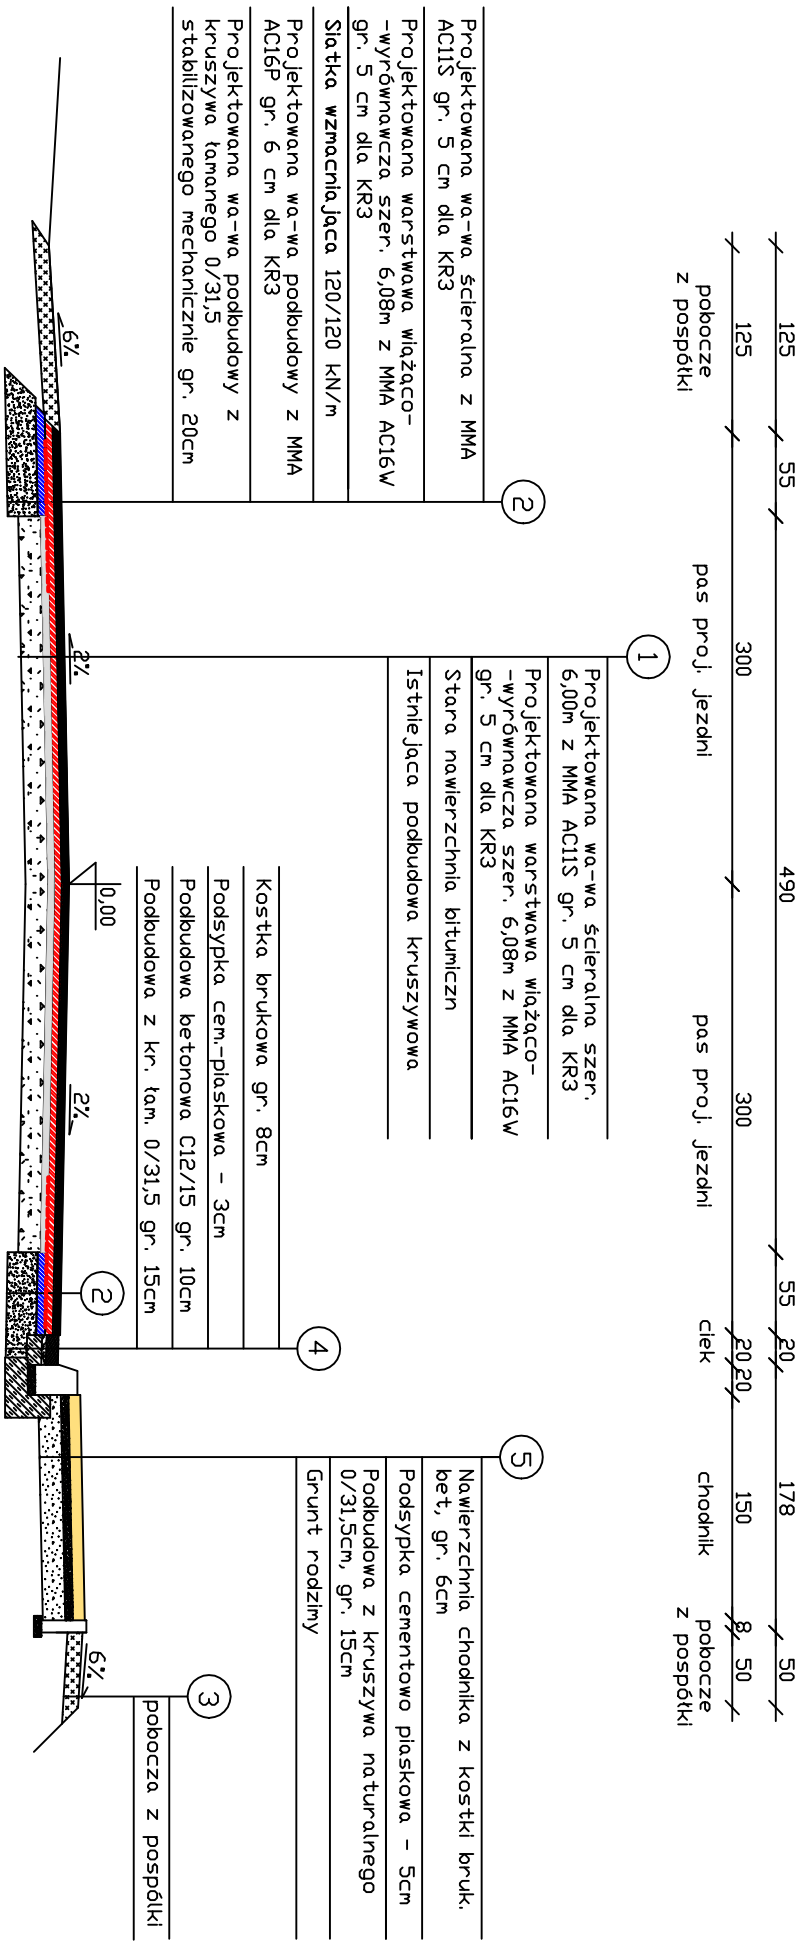 125
55
490
55
20
178
50
125
300
300
20
20
150
8
50
pobocze
z pospółki
pas proj. jezdni
pas proj. jezdni
ciek
chodnik
pobocze
z pospółki
1
Projektowana wa-wa ścieralna szer.
6,00m z MMA AC11S gr. 5 cm dla KR3
Projektowana warstwawa wiążąco-
-wyrównawcza szer. 6,08m z MMA AC16W
gr. 5 cm dla KR3
Stara nawierzchnia bitumiczn
Istniejąca podbudowa kruszywowa
2
Projektowana wa-wa ścieralna z MMA
AC11S gr. 5 cm dla KR3
Projektowana warstwawa wiążąco-
-wyrównawcza szer. 6,08m z MMA AC16W
gr. 5 cm dla KR3
Siatka wzmacniająca 120/120 kN/m
Projektowana wa-wa podbudowy z MMA
AC16P gr. 6 cm dla KR3
Projektowana wa-wa podbudowy z
kruszywa łamanego 0/31,5
stabilizowanego mechanicznie gr. 20cm
5
Nawierzchnia chodnika z kostki bruk.
bet, gr. 6cm
Podsypka cementowo piaskowa - 5cm
Podbudowa z kruszywa naturalnego
0/31,5cm, gr. 15cm
Grunt rodzimy
4
Kostka brukowa gr. 8cm
Podsypka cem.-piaskowa - 3cm
Podbudowa betonowa C12/15 gr. 10cm
Podbudowa z kr. łam. 0/31,5 gr. 15cm
3
pobocza z pospólki
2
0,00
6%
2%
2%
6%